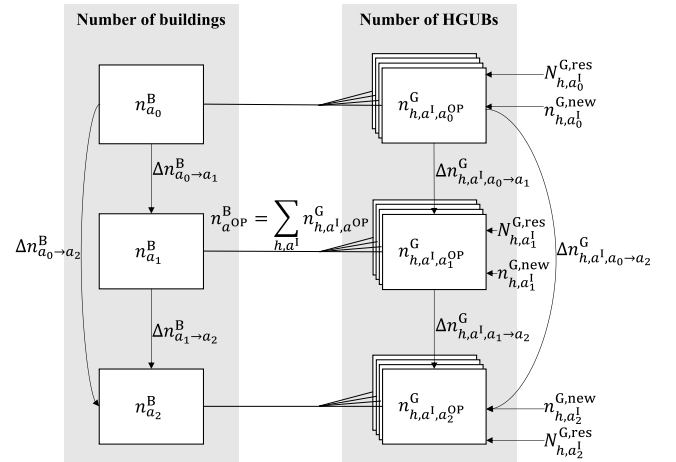 Number of buildings
Number of HGUBs
n^B_{a_0}
n^G_{h,a^I,a_0^{OP}}
N^{G,res}_{h,a_0^I}
n^{G,new}_{h,a_0^I}
Δn^B_{a_0→a_1}
Δn^G_{h,a^I,a_0→a_1}
n^B_{a^{OP}} = ∑_{h,a^I} n^G_{h,a^I,a^{OP}}
Δn^B_{a_0→a_2}
n^B_{a_1}
n^G_{h,a^I,a_1^{OP}}
N^{G,res}_{h,a_1^I}
n^{G,new}_{h,a_1^I}
Δn^G_{h,a^I,a_0→a_2}
Δn^B_{a_1→a_2}
Δn^G_{h,a^I,a_1→a_2}
n^B_{a_2}
n^G_{h,a^I,a_2^{OP}}
n^{G,new}_{h,a_2^I}
N^{G,res}_{h,a_2^I}